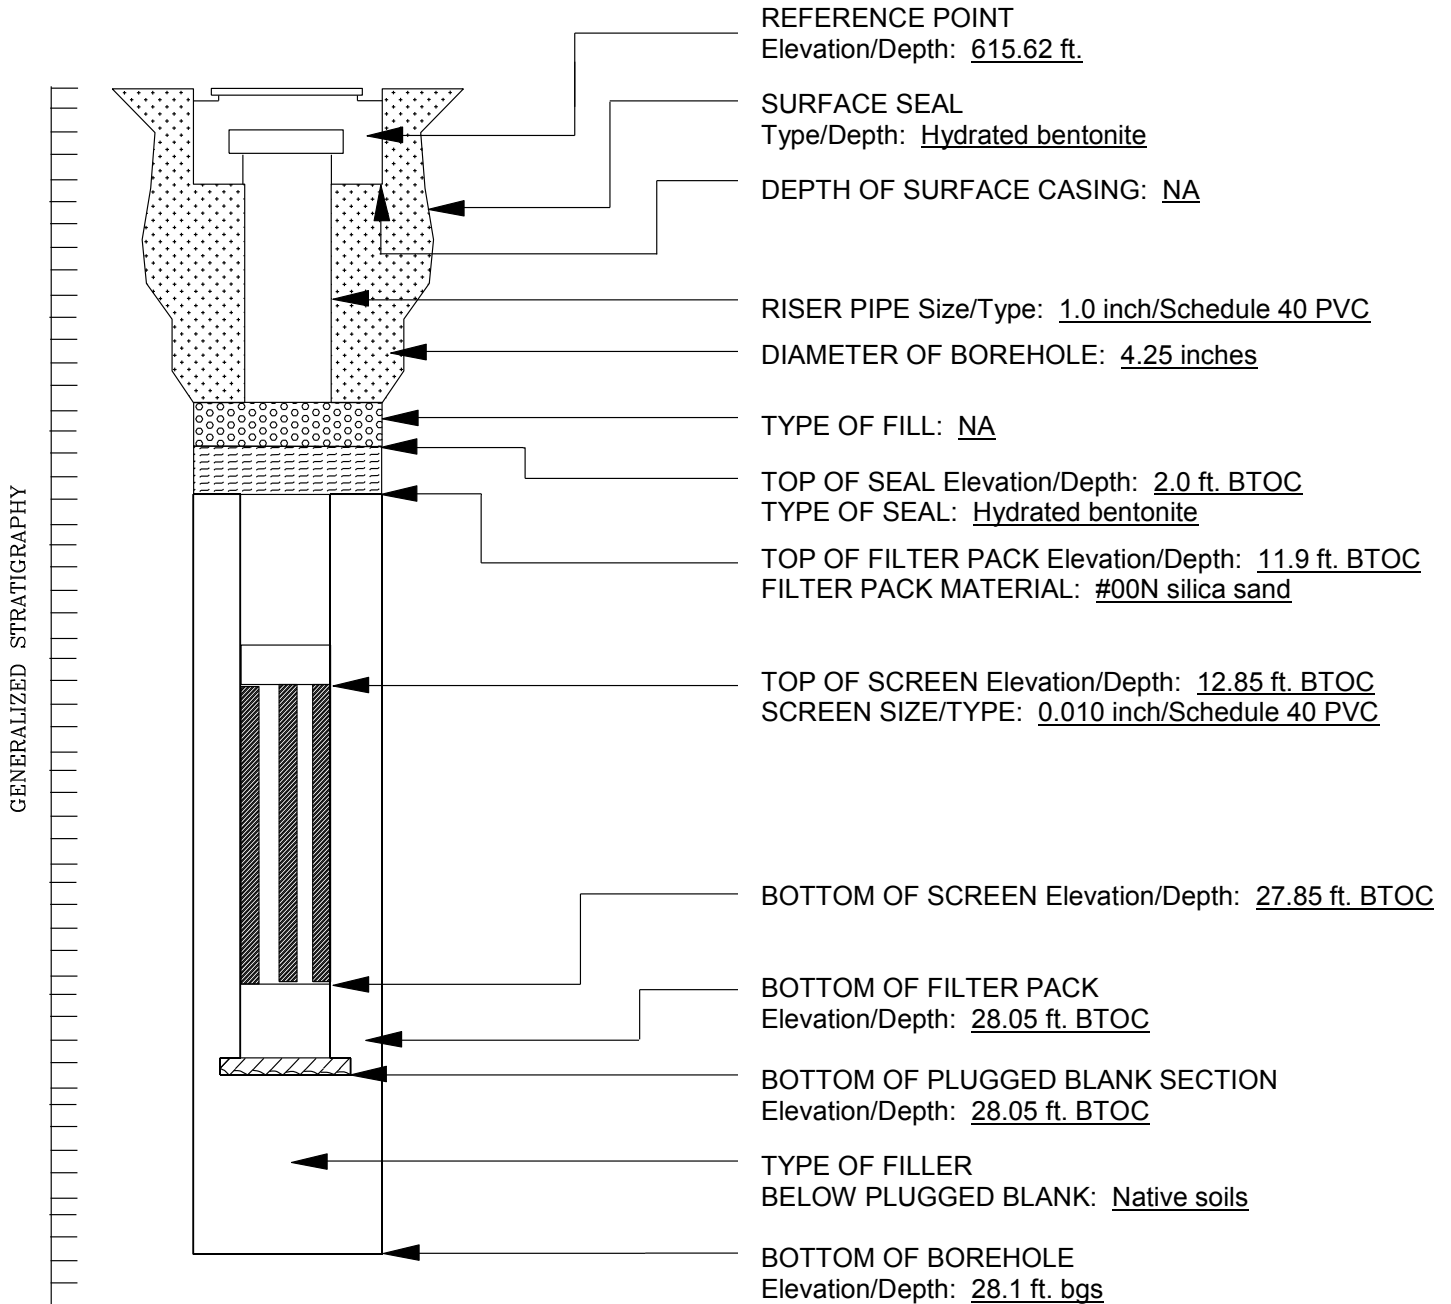 REFERENCE POINT
Elevation/Depth: 615.62 ft.
SURFACE SEAL
Type/Depth: Hydrated bentonite
DEPTH OF SURFACE CASING: NA
RISER PIPE Size/Type: 1.0 inch/Schedule 40 PVC
DIAMETER OF BOREHOLE: 4.25 inches
TYPE OF FILL: NA
TOP OF SEAL Elevation/Depth: 2.0 ft. BTOC
TYPE OF SEAL: Hydrated bentonite
TOP OF FILTER PACK Elevation/Depth: 11.9 ft. BTOC
FILTER PACK MATERIAL: #00N silica sand
TOP OF SCREEN Elevation/Depth: 12.85 ft. BTOC
SCREEN SIZE/TYPE: 0.010 inch/Schedule 40 PVC
BOTTOM OF SCREEN Elevation/Depth: 27.85 ft. BTOC
BOTTOM OF FILTER PACK
Elevation/Depth: 28.05 ft. BTOC
BOTTOM OF PLUGGED BLANK SECTION
Elevation/Depth: 28.05 ft. BTOC
TYPE OF FILLER
BELOW PLUGGED BLANK: Native soils
BOTTOM OF BOREHOLE
Elevation/Depth: 28.1 ft. bgs
GENERALIZED STRATIGRAPHY